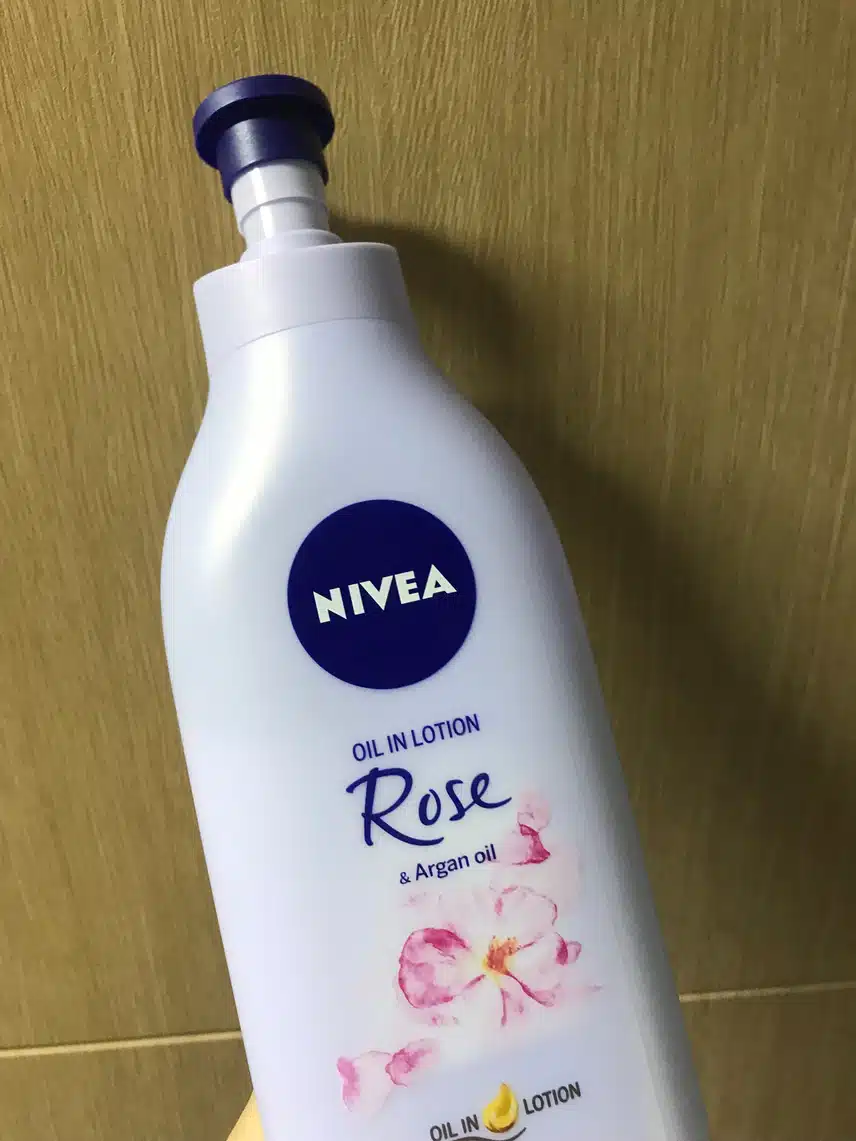 NIVEA
OIL IN LOTION
Rose
& Argan oil
OIL IN LOTION